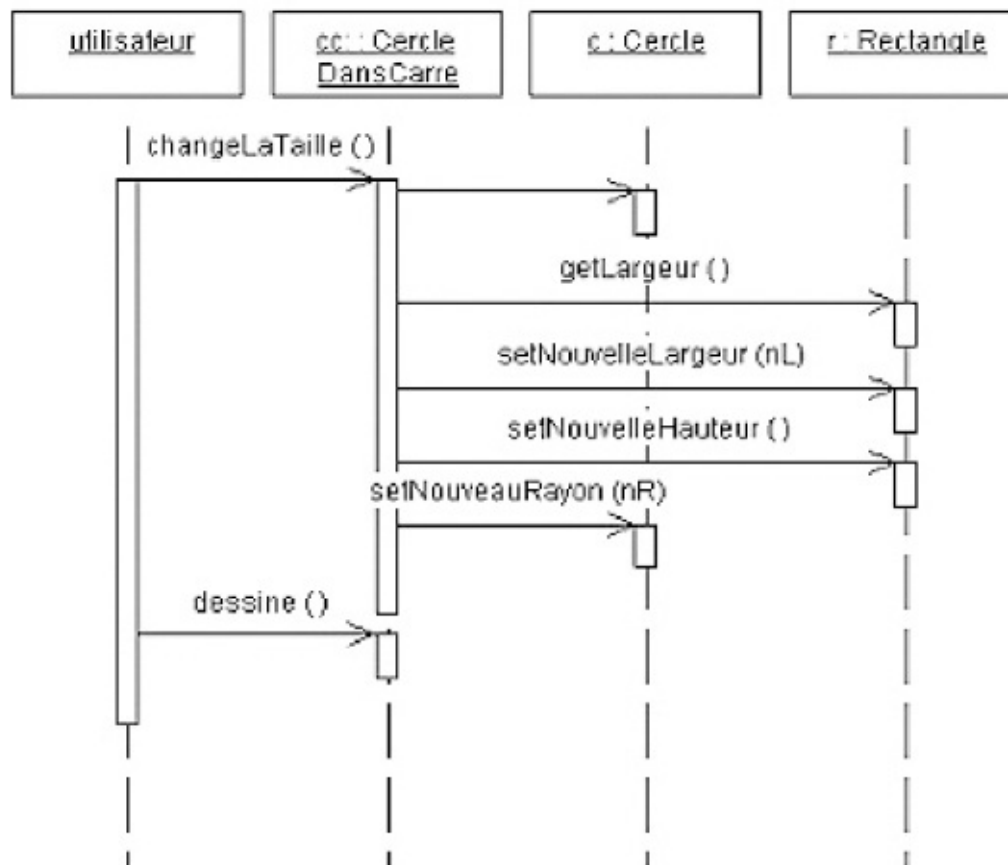 utilisateur
cc : Cercle
DansCarre
c : Cercle
r : Rectangle
changeLaTaille ()
getLargeur ()
setNouvelleLargeur (nL)
setNouvelleHauteur ()
setNouveauRayon (nR)
dessine ()